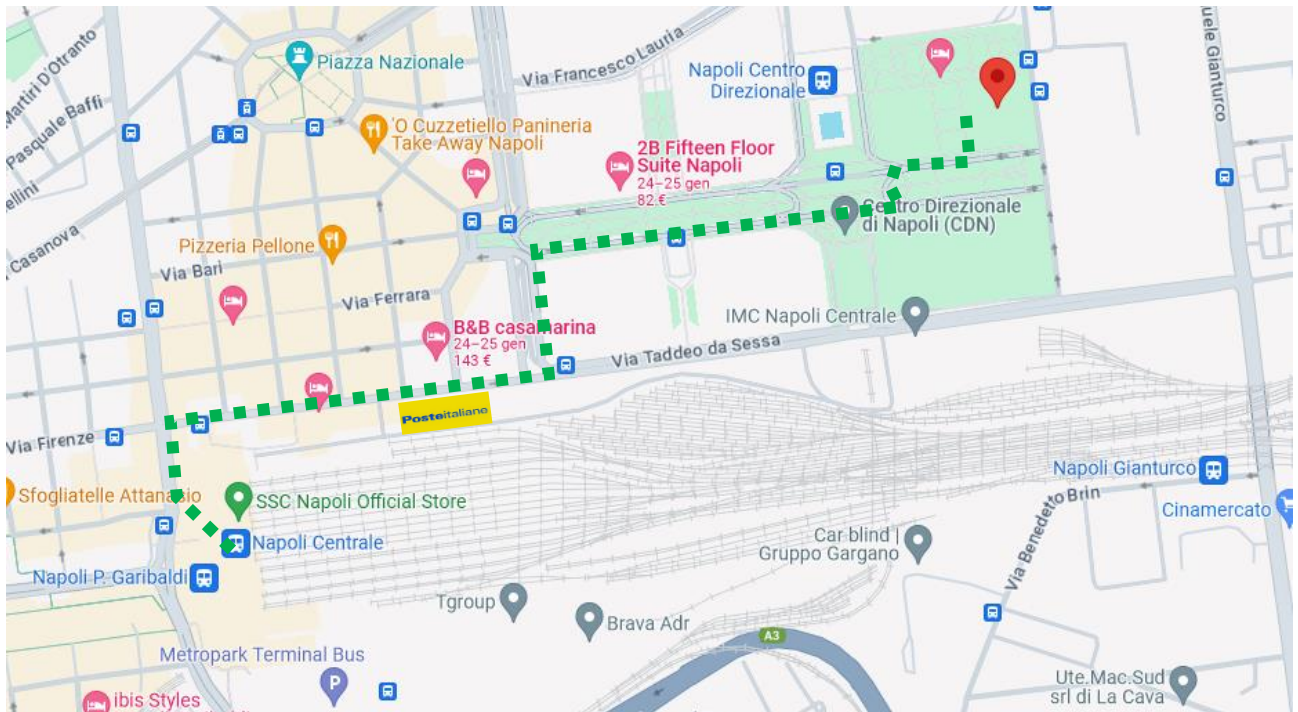 Martiri D'Otranto
Pasquale Baffi
ellini
Casanova
Piazza Nazionale
'O Cuzzetiello Panineria
Take Away Napoli
Via Francesco Lauria
Napoli Centro
Direzionale
uele Gianturco
2B Fifteen Floor
Suite Napoli
24–25 gen
82 €
Centro Direzionale
di Napoli (CDN)
Pizzeria Pellone
Via Bari
Via Ferrara
B&B casamarina
24–25 gen
143 €
IMC Napoli Centrale
Via Taddeo da Sessa
Posteitaliane
Via Firenze
Sfogliatelle Attanasio
SSC Napoli Official Store
Napoli Centrale
Napoli P. Garibaldi
Napoli Gianturco
Cinamercato
Via Benedetto Brin
Car blind |
Gruppo Gargano
Tgroup
Brava Adr
A3
Metropark Terminal Bus
P
ibis Styles
Ute.Mac.Sud
srl di La Cava